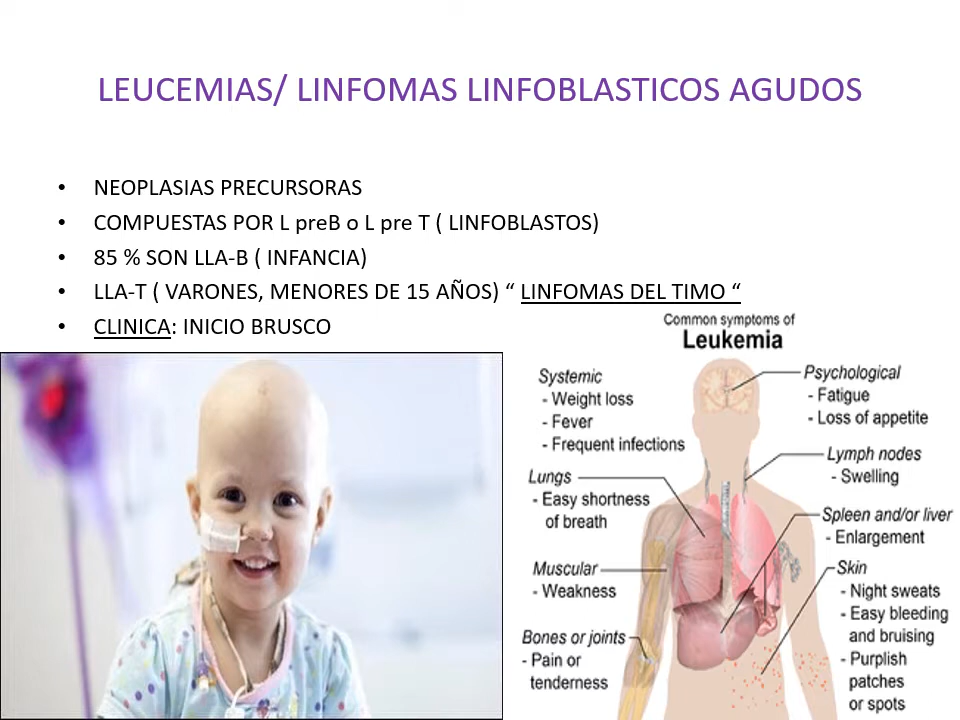 LEUCEMIAS/ LINFOMAS LINFOBLASTICOS AGUDOS
• NEOPLASIAS PRECURSORAS
• COMPUESTAS POR L preB o L pre T ( LINFOBLASTOS)
• 85 % SON LLA-B ( INFANCIA)
• LLA-T ( VARONES, MENORES DE 15 AÑOS) “ LINFOMAS DEL TIMO “
• CLINICA: INICIO BRUSCO
Common symptoms of
Leukemia
Systemic
- Weight loss
- Fever
- Frequent infections
Psychological
- Fatigue
- Loss of appetite
Lymph nodes
- Swelling
Lungs
- Easy shortness
of breath
Spleen and/or liver
- Enlargement
Muscular
- Weakness
Skin
- Night sweats
- Easy bleeding
and bruising
- Purplish
patches
or spots
Bones or joints
- Pain or
tenderness